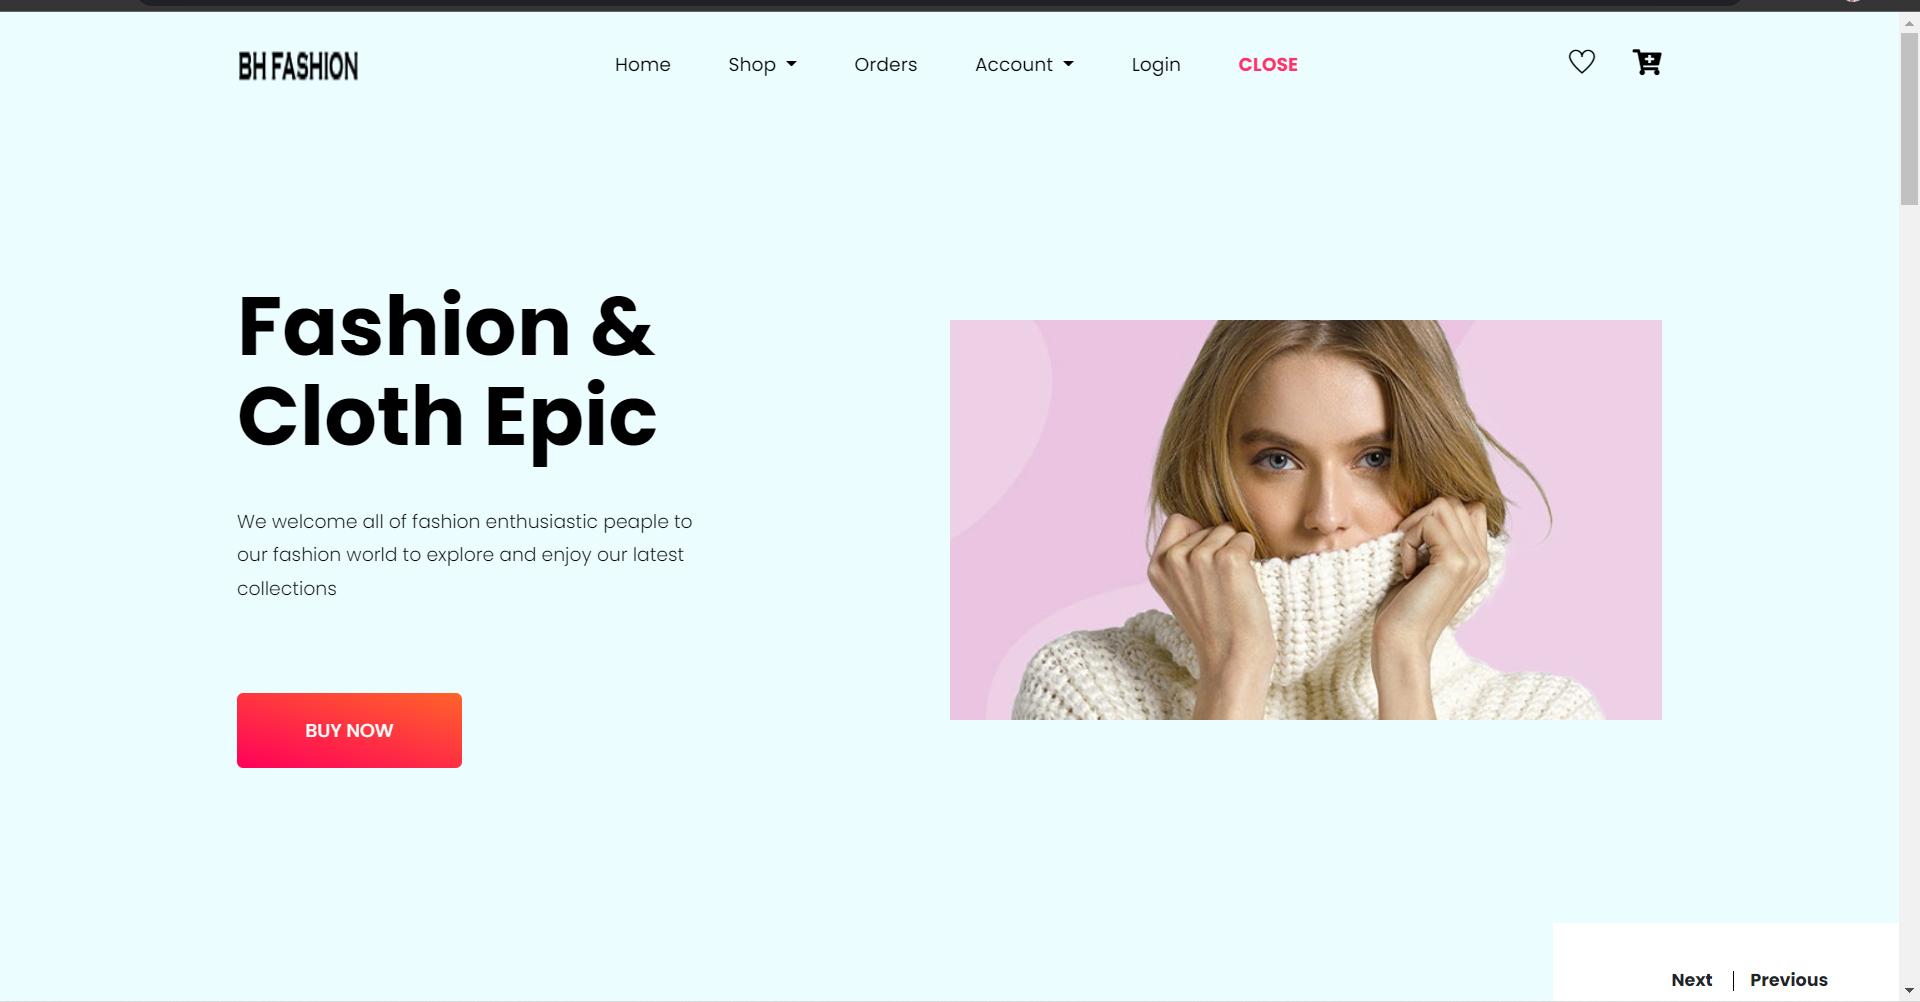 BH FASHION
Home Shop Orders Account Login CLOSE
Fashion &
Cloth Epic
We welcome all of fashion enthusiastic peaple to
our fashion world to explore and enjoy our latest
collections
BUY NOW
Next | Previous